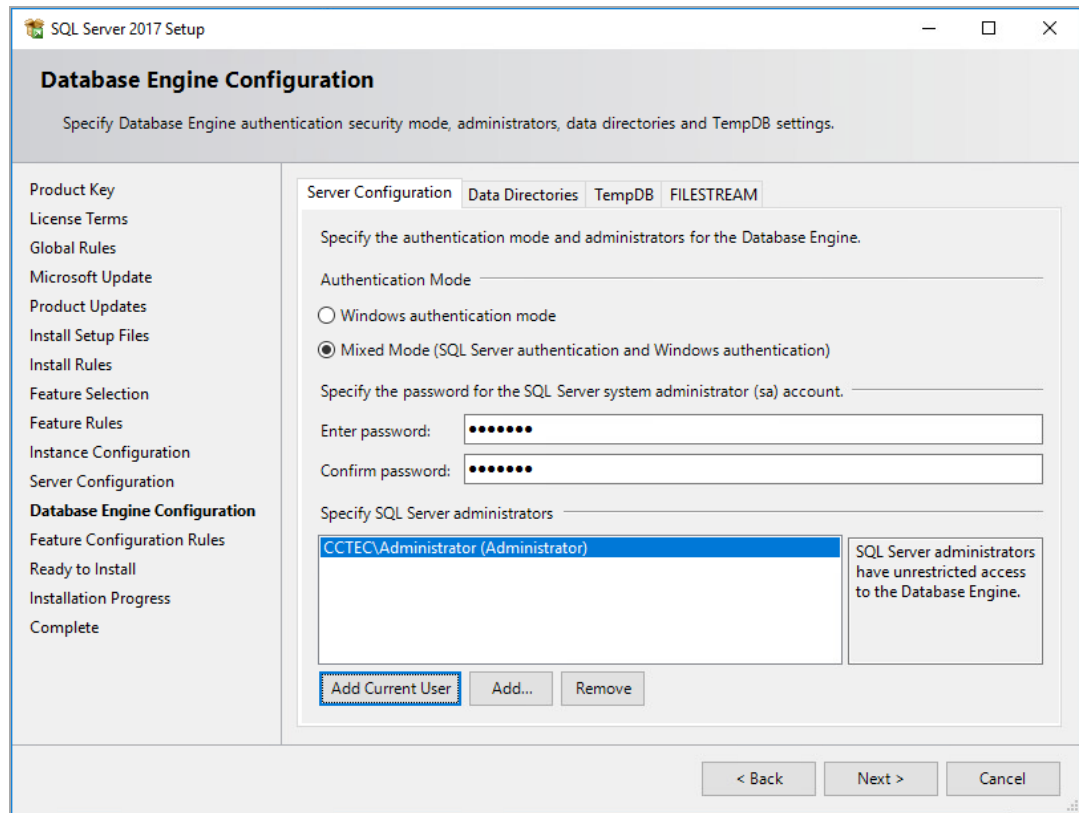 SQL Server 2017 Setup
Database Engine Configuration
Specify Database Engine authentication security mode, administrators, data directories and TempDB settings.
Product Key
License Terms
Global Rules
Microsoft Update
Product Updates
Install Setup Files
Install Rules
Feature Selection
Feature Rules
Instance Configuration
Server Configuration
Database Engine Configuration
Feature Configuration Rules
Ready to Install
Installation Progress
Complete
Server Configuration Data Directories TempDB FILESTREAM
Specify the authentication mode and administrators for the Database Engine.
Authentication Mode
Windows authentication mode
Mixed Mode (SQL Server authentication and Windows authentication)
Specify the password for the SQL Server system administrator (sa) account.
Enter password: ●●●●●●●
Confirm password: ●●●●●●●
Specify SQL Server administrators
CCTEC\Administrator (Administrator)
SQL Server administrators
have unrestricted access
to the Database Engine.
Add Current User Add... Remove
< Back Next > Cancel